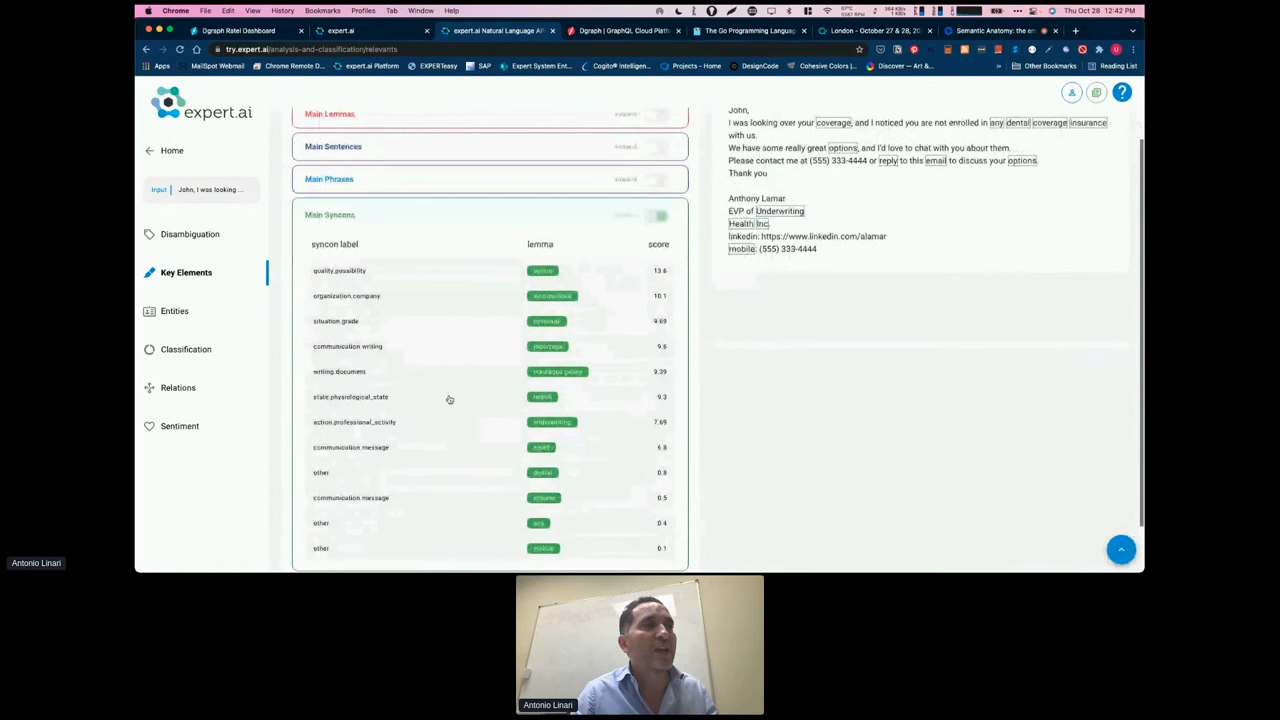 Chrome File Edit View History Bookmarks Profiles Tab Window Help
Thu Oct 28 12:42 PM
Dgraph Ratel Dashboard
expert.ai
expert.ai Natural Language AP
Dgraph | GraphQL Cloud Platf
The Go Programming Langua
London - October 27 & 28, 20
Semantic Anatomy: the en
try.expert.ai/analysis-and-classification/relevants
Apps
MailSpot Webmail
Chrome Remote D...
expert.ai Platform
Expert System Ent...
EXPERTeasy
SAP
Cogito® Intelligen...
Projects - Home
DesignCode
Cohesive Colors |...
Discover — Art &...
Other Bookmarks
Reading List
expert.ai
Home
Input John, I was looking ...
Disambiguation
Key Elements
Entities
Classification
Relations
Sentiment
Main Lemmas
Main Sentences
Main Phrases
Main Syncons
syncon label lemma score
quality.possibility 13.6
organization.company 10.1
situation.grade 9.69
communication.writing 9.6
writing.document 9.39
state.physiological_state 9.3
action.professional_activity underwriting 7.69
communication.message 6.8
other dental 0.8
communication.message 0.5
other 0.4
other mobile 0.1
John,
I was looking over your coverage, and I noticed you are not enrolled in any dental coverage insurance
with us.
We have some really great options, and I'd love to chat with you about them.
Please contact me at (555) 333-4444 or reply to this email to discuss your options.
Thank you
Anthony Lamar
EVP of Underwriting
Health Inc.
linkedin: https://www.linkedin.com/alamar
mobile: (555) 333-4444
Antonio Linari
Antonio Linari